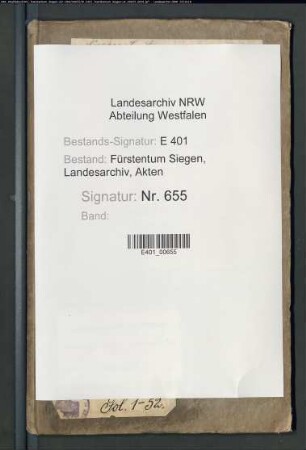 Landesarchiv NRW
Abteilung Westfalen
Bestands-Signatur: E 401
Bestand: Fürstentum Siegen,
Landesarchiv, Akten
Signatur: Nr. 655
Band:
E401_00655
Fol. 1-52.